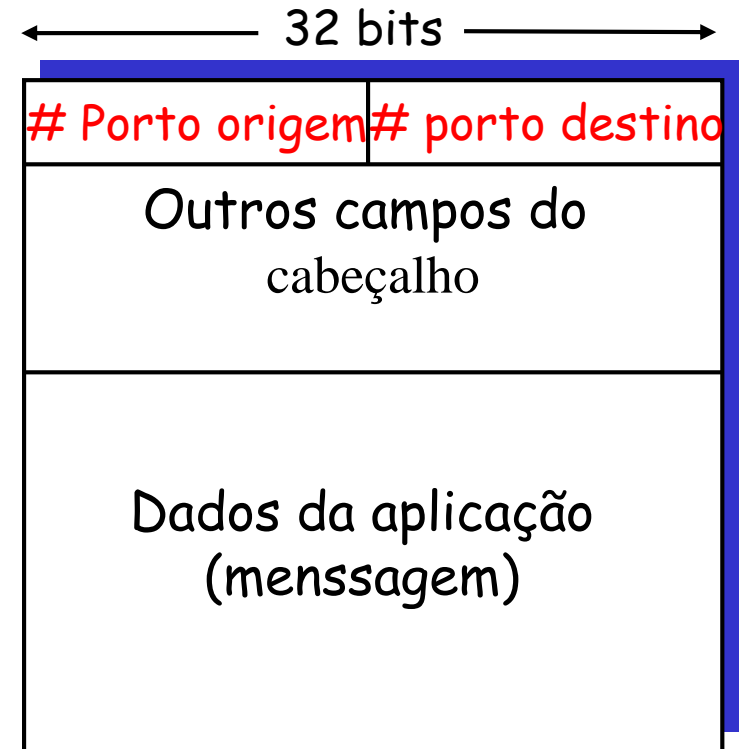 32 bits
# Porto origem # porto destino
Outros campos do
cabeçalho
Dados da aplicação
(menssagem)